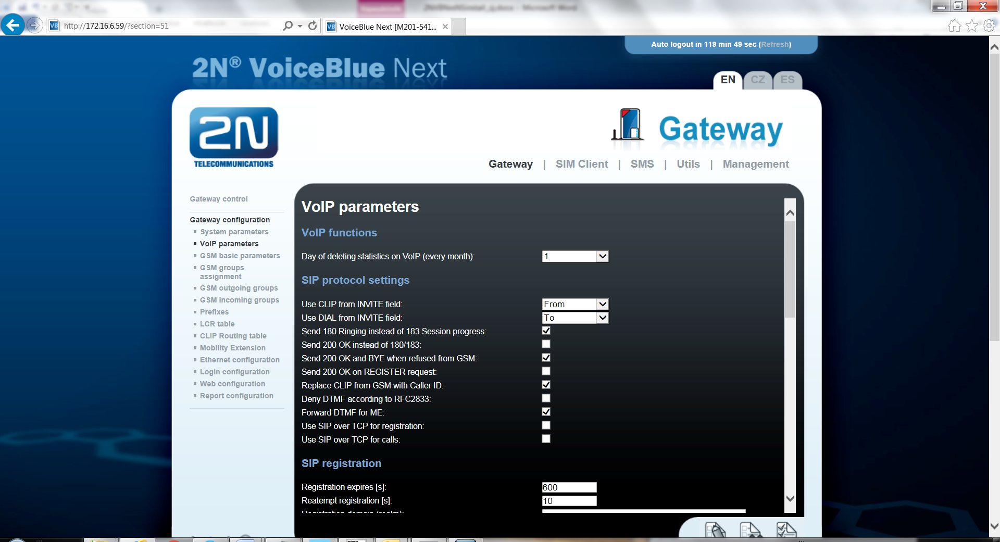 http://172.16.6.59/?section=51
VB VoiceBlue Next [M201-541...
Auto logout in 119 min 49 sec (Refresh)
2N® VoiceBlue Next
EN CZ ES
2N
TELECOMMUNICATIONS
Gateway
Gateway | SIM Client | SMS | Utils | Management
Gateway control
Gateway configuration
System parameters
VoIP parameters
GSM basic parameters
GSM groups
assignment
GSM outgoing groups
GSM incoming groups
Prefixes
LCR table
CLIP Routing table
Mobility Extension
Ethernet configuration
Login configuration
Web configuration
Report configuration
VoIP parameters
VoIP functions
Day of deleting statistics on VoIP (every month): 1
SIP protocol settings
Use CLIP from INVITE field: From
Use DIAL from INVITE field: To
Send 180 Ringing instead of 183 Session progress:
Send 200 OK instead of 180/183:
Send 200 OK and BYE when refused from GSM:
Send 200 OK on REGISTER request:
Replace CLIP from GSM with Caller ID:
Deny DTMF according to RFC2833:
Forward DTMF for ME:
Use SIP over TCP for registration:
Use SIP over TCP for calls:
SIP registration
Registration expires [s]: 600
Reatempt registration [s]: 10
Registration domain (realm):